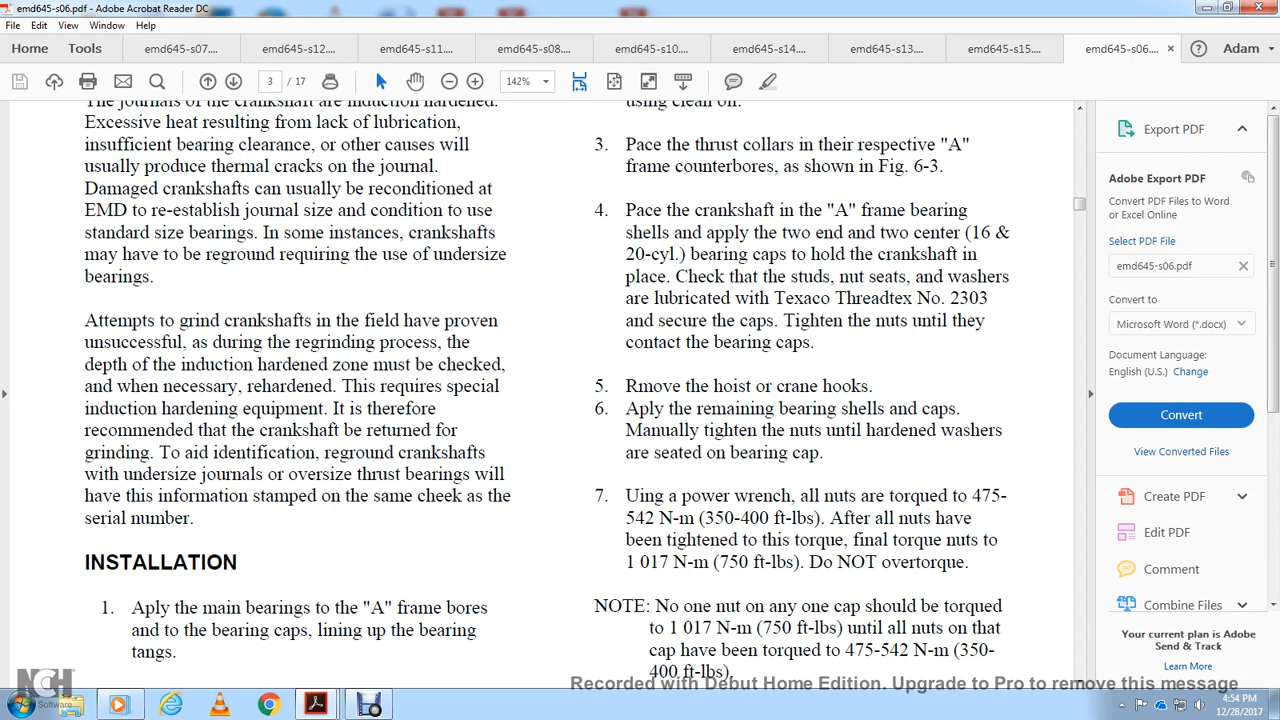 emd645-s06.pdf - Adobe Acrobat Reader DC
File Edit View Window Help
Home Tools emd645-s07.... emd645-s12.... emd645-s11.... emd645-s08.... emd645-s10.... emd645-s14.... emd645-s13.... emd645-s15.... emd645-s06.... × Adam
3 / 17 142%
The journals of the crankshaft are induction hardened.
Excessive heat resulting from lack of lubrication,
insufficient bearing clearance, or other causes will
usually produce thermal cracks on the journal.
Damaged crankshafts can usually be reconditioned at
EMD to re-establish journal size and condition to use
standard size bearings. In some instances, crankshafts
may have to be reground requiring the use of undersize
bearings.
Attempts to grind crankshafts in the field have proven
unsuccessful, as during the regrinding process, the
depth of the induction hardened zone must be checked,
and when necessary, rehardened. This requires special
induction hardening equipment. It is therefore
recommended that the crankshaft be returned for
grinding. To aid identification, reground crankshafts
with undersize journals or oversize thrust bearings will
have this information stamped on the same cheek as the
serial number.
INSTALLATION
1. Aply the main bearings to the "A" frame bores
and to the bearing caps, lining up the bearing
tangs.
using clean oil.
3. Pace the thrust collars in their respective "A"
frame counterbores, as shown in Fig. 6-3.
4. Pace the crankshaft in the "A" frame bearing
shells and apply the two end and two center (16 &
20-cyl.) bearing caps to hold the crankshaft in
place. Check that the studs, nut seats, and washers
are lubricated with Texaco Threadtex No. 2303
and secure the caps. Tighten the nuts until they
contact the bearing caps.
5. Rmove the hoist or crane hooks.
6. Aply the remaining bearing shells and caps.
Manually tighten the nuts until hardened washers
are seated on bearing cap.
7. Uing a power wrench, all nuts are torqued to 475-
542 N-m (350-400 ft-lbs). After all nuts have
been tightened to this torque, final torque nuts to
1 017 N-m (750 ft-lbs). Do NOT overtorque.
NOTE: No one nut on any one cap should be torqued
to 1 017 N-m (750 ft-lbs) until all nuts on that
cap have been torqued to 475-542 N-m (350-
400 ft-lbs).
Export PDF
Adobe Export PDF
Convert PDF Files to Word
or Excel Online
Select PDF File
emd645-s06.pdf
Convert to
Microsoft Word (*.docx)
Document Language:
English (U.S.) Change
Convert
View Converted Files
Create PDF
Edit PDF
Comment
Combine Files
Your current plan is Adobe
Send & Track
Learn More
NCH
Software
Recorded with Debut Home Edition. Upgrade to Pro to remove this message
4:54 PM
12/28/2017